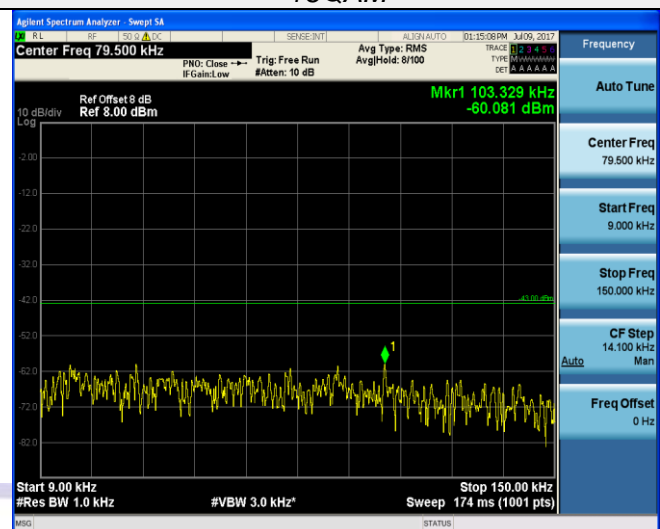 16QAM
Agilent Spectrum Analyzer - Swept SA
RL RF 50 Ω DC SENSE:INT ALIGN AUTO 01:15:08 PM Jul 09, 2017
Center Freq 79.500 kHz
PNO: Close IFGain:Low
Trig: Free Run #Atten: 10 dB
Avg Type: RMS Avg|Hold: 8/100
TRACE 1 2 3 4 5 6
TYPE M
DET A A A A A A
Frequency
Mkr1 103.329 kHz
-60.081 dBm
Ref Offset 8 dB
10 dB/div Ref 8.00 dBm
Log
-2.00
-12.0
-22.0
-32.0
-42.0
-43.00 dBm
-52.0
1
-62.0
-72.0
-82.0
Start 9.00 kHz Stop 150.00 kHz
#Res BW 1.0 kHz #VBW 3.0 kHz* Sweep 174 ms (1001 pts)
Auto Tune
Center Freq
79.500 kHz
Start Freq
9.000 kHz
Stop Freq
150.000 kHz
CF Step
14.100 kHz
Auto Man
Freq Offset
0 Hz
MSG STATUS